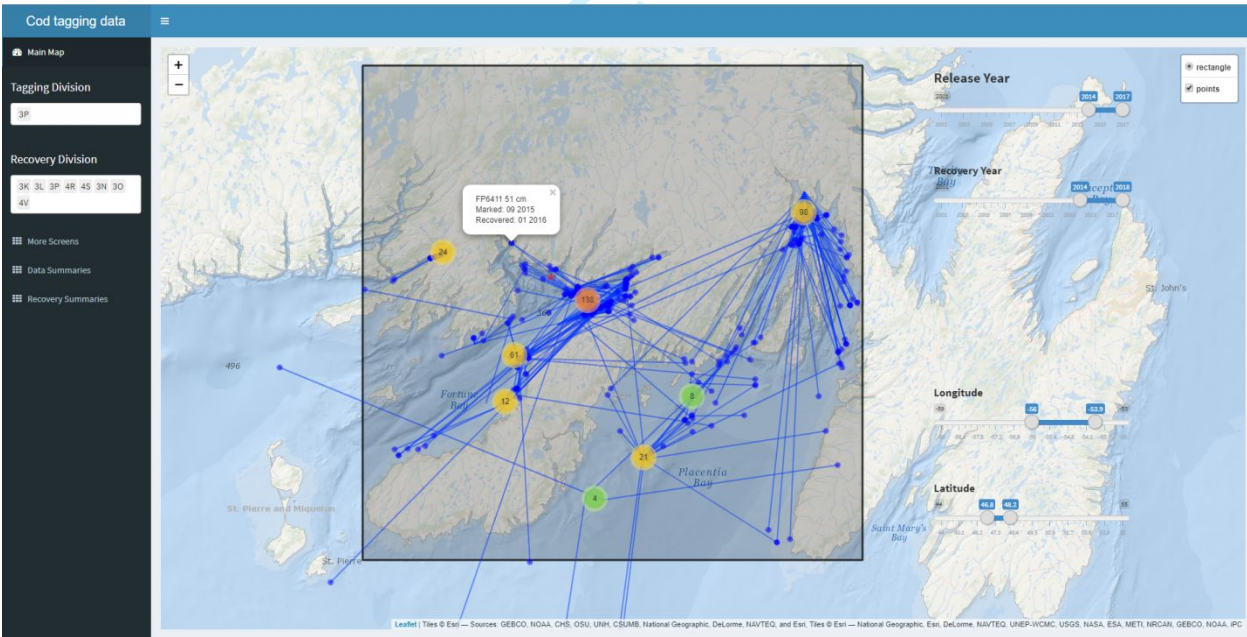 Cod tagging data
Main Map
Tagging Division
3P
Recovery Division
3K 3L 3P 4R 4S 3N 3O
4V
More Screens
Data Summaries
Recovery Summaries
+
−
rectangle
points
Release Year
2014 2017
Recovery Year
2014 2018
Bay
FP6411 51 cm
Marked: 09 2015
Recovered: 01 2016
×
24
98
138
61
12
8
21
4
496
Fortune
Bay
Placentia
Bay
St. John's
Longitude
-56 -53.9
Latitude
46.8 48.2
St. Pierre and Miquelon
St. Pierre
Saint Mary's
Bay
Leaflet | Tiles © Esri — Sources: GEBCO, NOAA, CHS, OSU, UNH, CSUMB, National Geographic, DeLorme, NAVTEQ, and Esri, Tiles © Esri — National Geographic, Esri, DeLorme, NAVTEQ, UNEP-WCMC, USGS, NASA, ESA, METI, NRCAN, GEBCO, NOAA, iPC